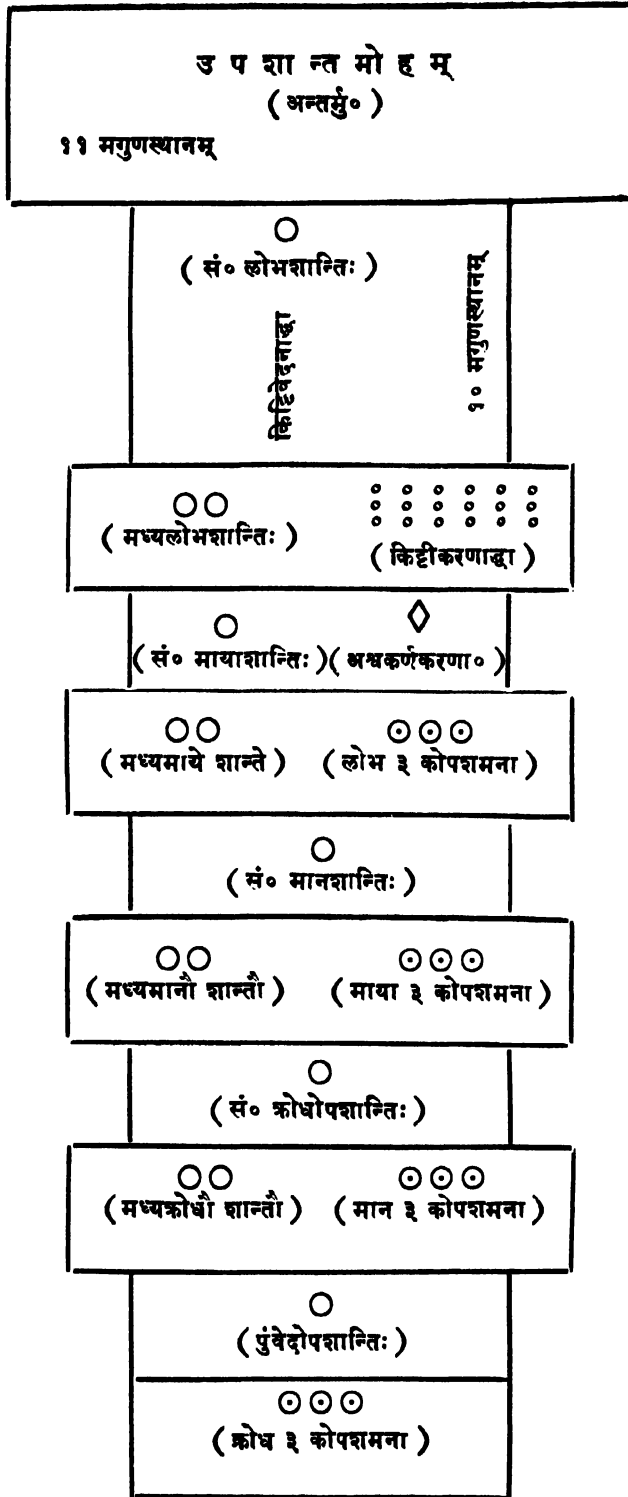 उ प शा न्त मो ह म्
( अन्तर्मु० )
११ मगुणस्थानम्
( सं० लोभशान्तिः )
किट्टिवेदनाद्धा
१० मगुणस्थानम्
( मध्यलोभशान्तिः )
( किट्टीकरणाद्धा )
( सं० मायाशान्तिः ) ( अश्वकर्णकरणा० )
( मध्यमाये शान्ते ) ( लोभ ३ कोपशमना )
( सं० मानशान्तिः )
( मध्यमानौ शान्तौ ) ( माया ३ कोपशमना )
( सं० क्रोधोपशान्तिः )
( मध्यक्रोधौ शान्तौ ) ( मान ३ कोपशमना )
( पुंवेदोपशान्तिः )
( क्रोध ३ कोपशमना )